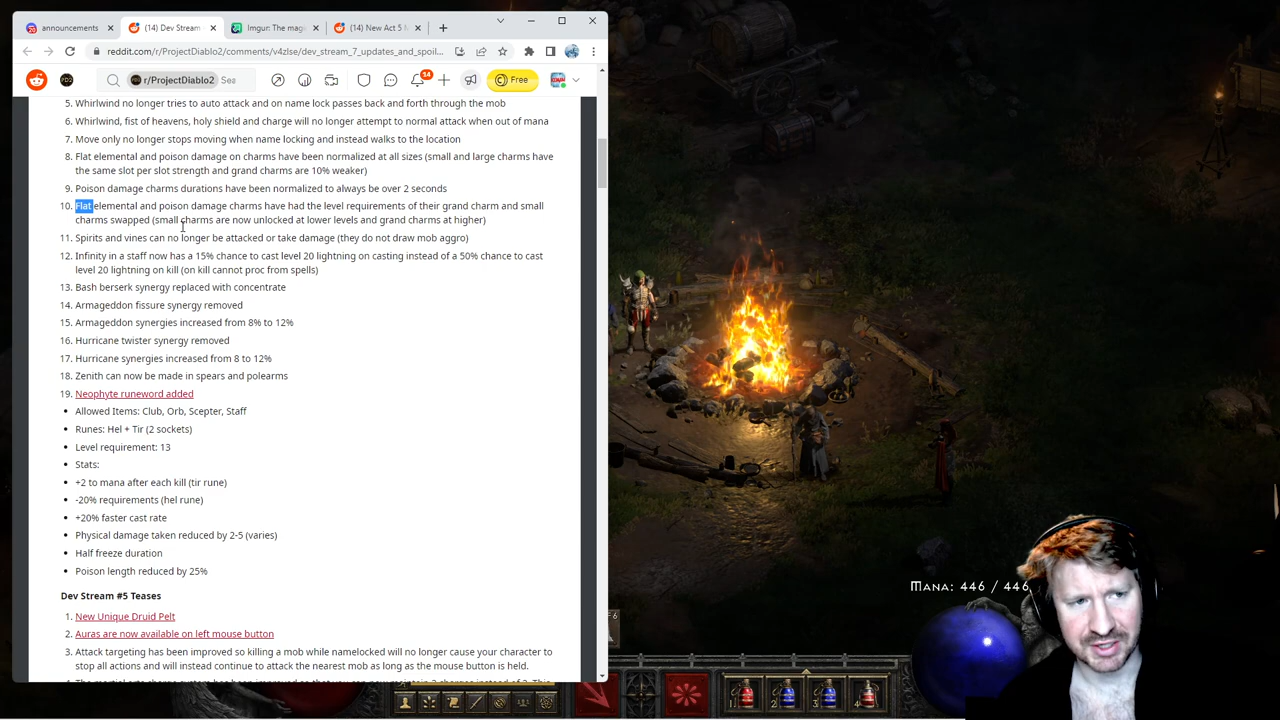 announcements
(14) Dev Stream
Imgur: The mag
(14) New Act 5 M
reddit.com/r/ProjectDiablo2/comments/v4zlse/dev_stream_7_updates_and_spoil...
r/ProjectDiablo2
Sea
14
Free
5. Whirlwind no longer tries to auto attack and on name lock passes back and forth through the mob
6. Whirlwind, fist of heavens, holy shield and charge will no longer attempt to normal attack when out of mana
7. Move only no longer stops moving when name locking and instead walks to the location
8. Flat elemental and poison damage on charms have been normalized at all sizes (small and large charms have
the same slot per slot strength and grand charms are 10% weaker)
9. Poison damage charms durations have been normalized to always be over 2 seconds
10. Flat elemental and poison damage charms have had the level requirements of their grand charm and small
charms swapped (small charms are now unlocked at lower levels and grand charms at higher)
11. Spirits and vines can no longer be attacked or take damage (they do not draw mob aggro)
12. Infinity in a staff now has a 15% chance to cast level 20 lightning on casting instead of a 50% chance to cast
level 20 lightning on kill (on kill cannot proc from spells)
13. Bash berserk synergy replaced with concentrate
14. Armageddon fissure synergy removed
15. Armageddon synergies increased from 8% to 12%
16. Hurricane twister synergy removed
17. Hurricane synergies increased from 8 to 12%
18. Zenith can now be made in spears and polearms
19. Neophyte runeword added
• Allowed Items: Club, Orb, Scepter, Staff
• Runes: Hel + Tir (2 sockets)
• Level requirement: 13
• Stats:
• +2 to mana after each kill (tir rune)
• -20% requirements (hel rune)
• +20% faster cast rate
• Physical damage taken reduced by 2-5 (varies)
• Half freeze duration
• Poison length reduced by 25%
Dev Stream #5 Teases
1. New Unique Druid Pelt
2. Auras are now available on left mouse button
3. Attack targeting has been improved so killing a mob while namelocked will no longer cause your character to
stop all actions and will instead continue to attack the nearest mob as long as the mouse button is held.
Mana: 446 / 446
F6